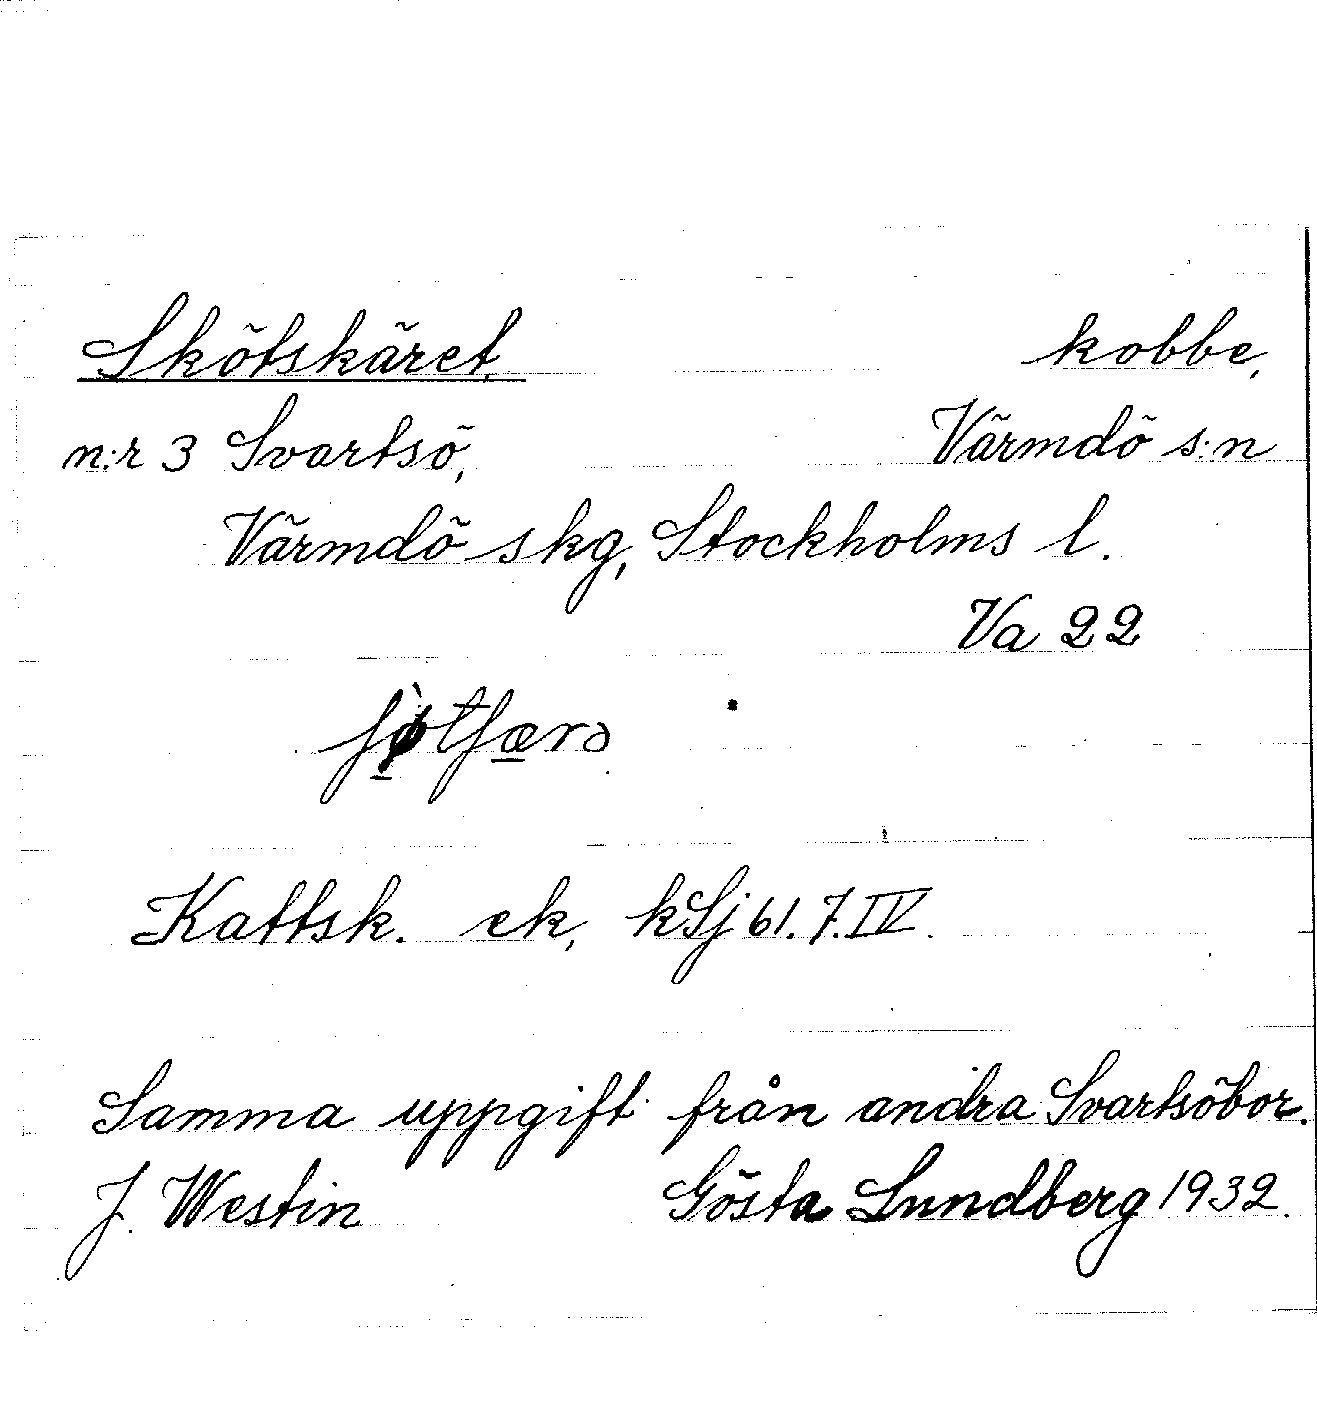 Skötskäret, kobbe,
n:r 3 Svartsö, Värmdö s:n
Värmdö skg, Stockholms l.
Va 22
Kattsk. ek, kSj 61.7.IV.
Samma uppgift från andra Svartsöbor.
J. Westin Gösta Lundberg 1932.